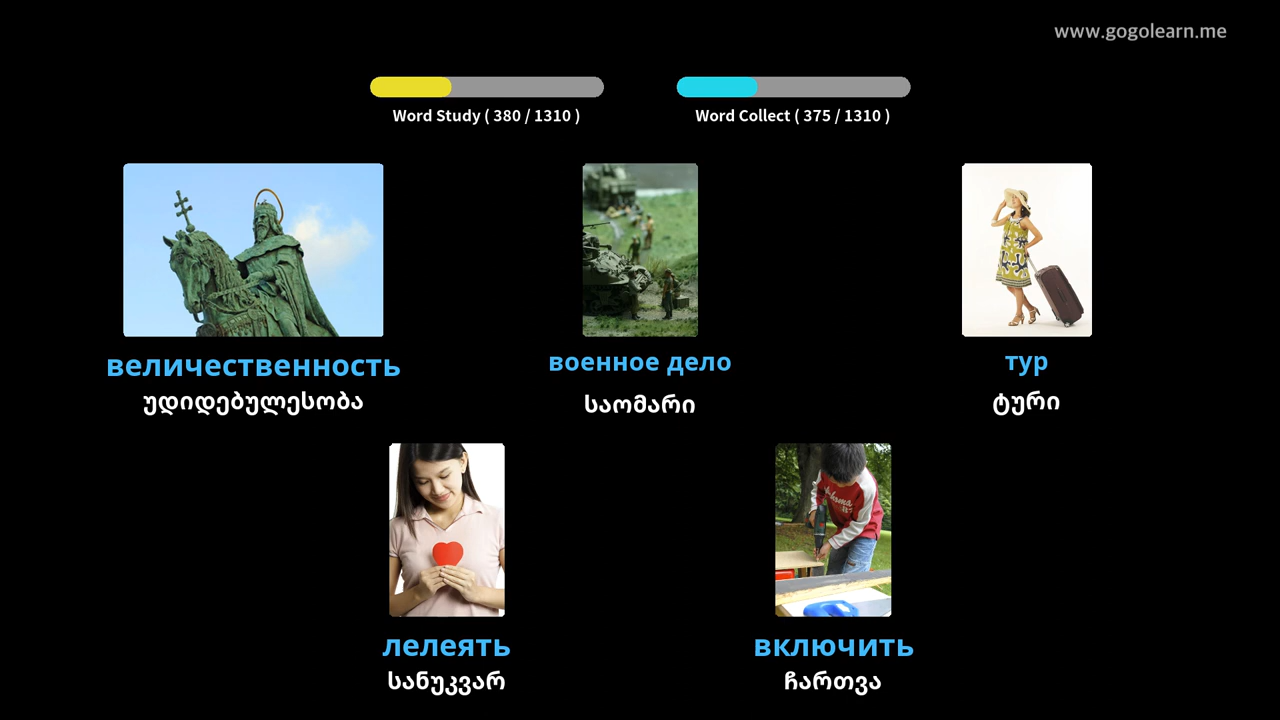 www.gogolearn.me
Word Study ( 380 / 1310 )
Word Collect ( 375 / 1310 )
величественность
უდიდებულესობა
военное дело
საომარი
тур
ტური
лелеять
სანუკვარ
включить
ჩართვა